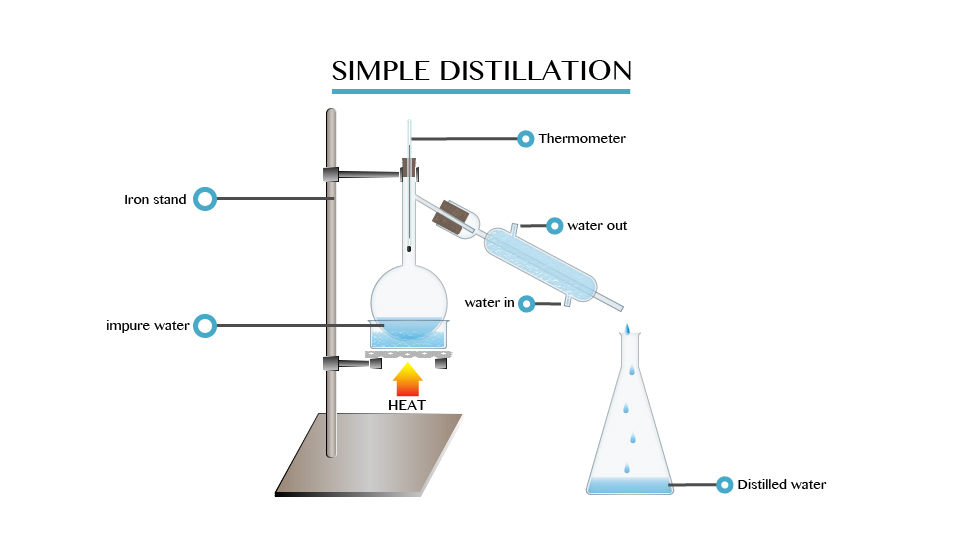 SIMPLE DISTILLATION
Thermometer
Iron stand
water out
water in
impure water
HEAT
Distilled water